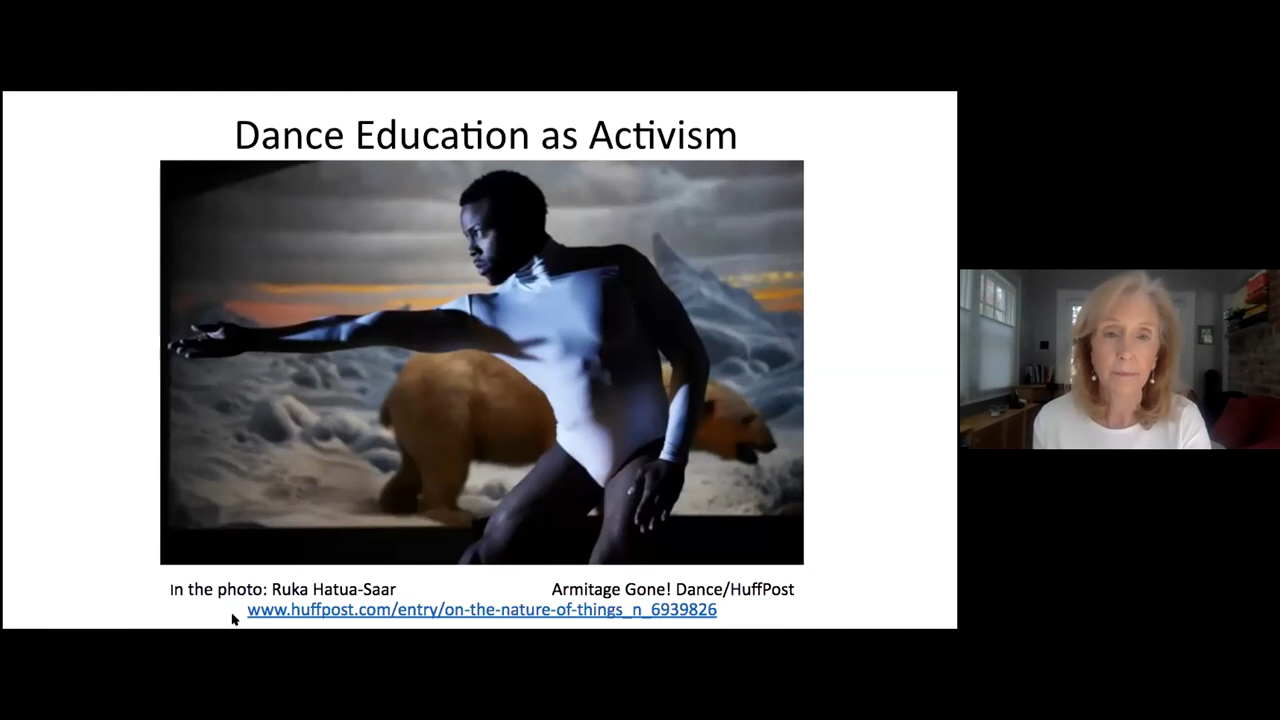 Dance Education as Activism
In the photo: Ruka Hatua-Saar
Armitage Gone! Dance/HuffPost
www.huffpost.com/entry/on-the-nature-of-things_n_6939826